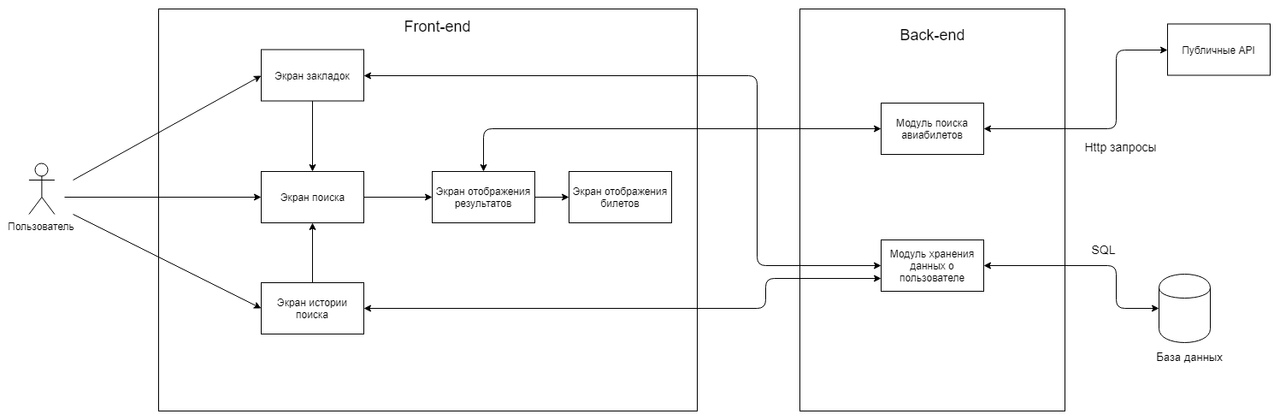 Front-end
Back-end
Экран закладок
Публичные API
Модуль поиска
авиабилетов
Http запросы
Пользователь
Экран поиска
Экран отображения
результатов
Экран отображения
билетов
Модуль хранения
данных о
пользователе
SQL
Экран истории
поиска
База данных